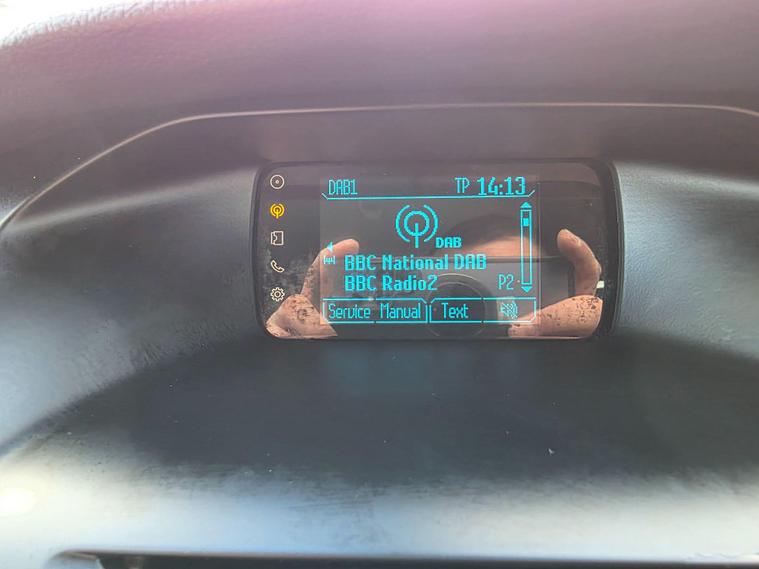 DAB1 TP 14:13
DAB
BBC National DAB
BBC Radio2 P2
Service Manual Text